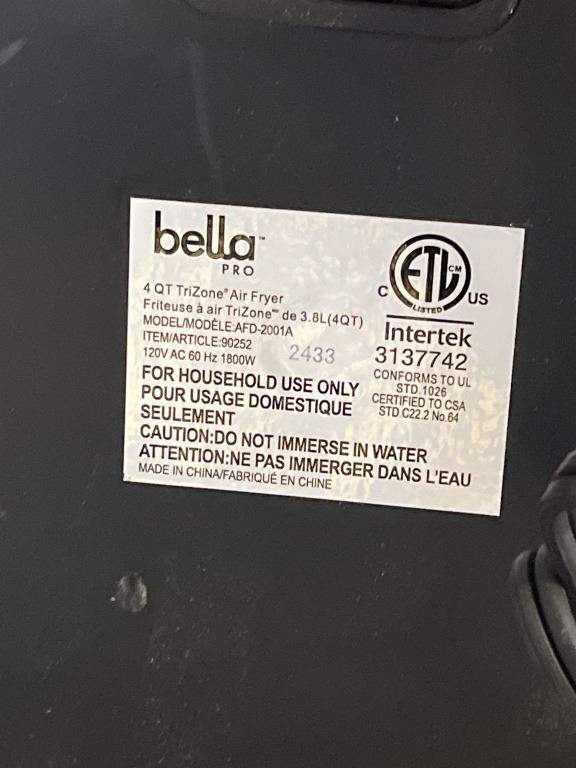 bella™
PRO
4 QT TriZone® Air Fryer
Friteuse à air TriZone™ de 3.8L(4QT)
MODEL/MODÈLE:AFD-2001A
ITEM/ARTICLE:90252
120V AC 60 Hz 1800W 2433
FOR HOUSEHOLD USE ONLY
POUR USAGE DOMESTIQUE
SEULEMENT
CAUTION:DO NOT IMMERSE IN WATER
ATTENTION:NE PAS IMMERGER DANS L'EAU
MADE IN CHINA/FABRIQUÉ EN CHINE
ETL CM
C US
LISTED
Intertek
3137742
CONFORMS TO UL
STD.1026
CERTIFIED TO CSA
STD.C22.2 No.64